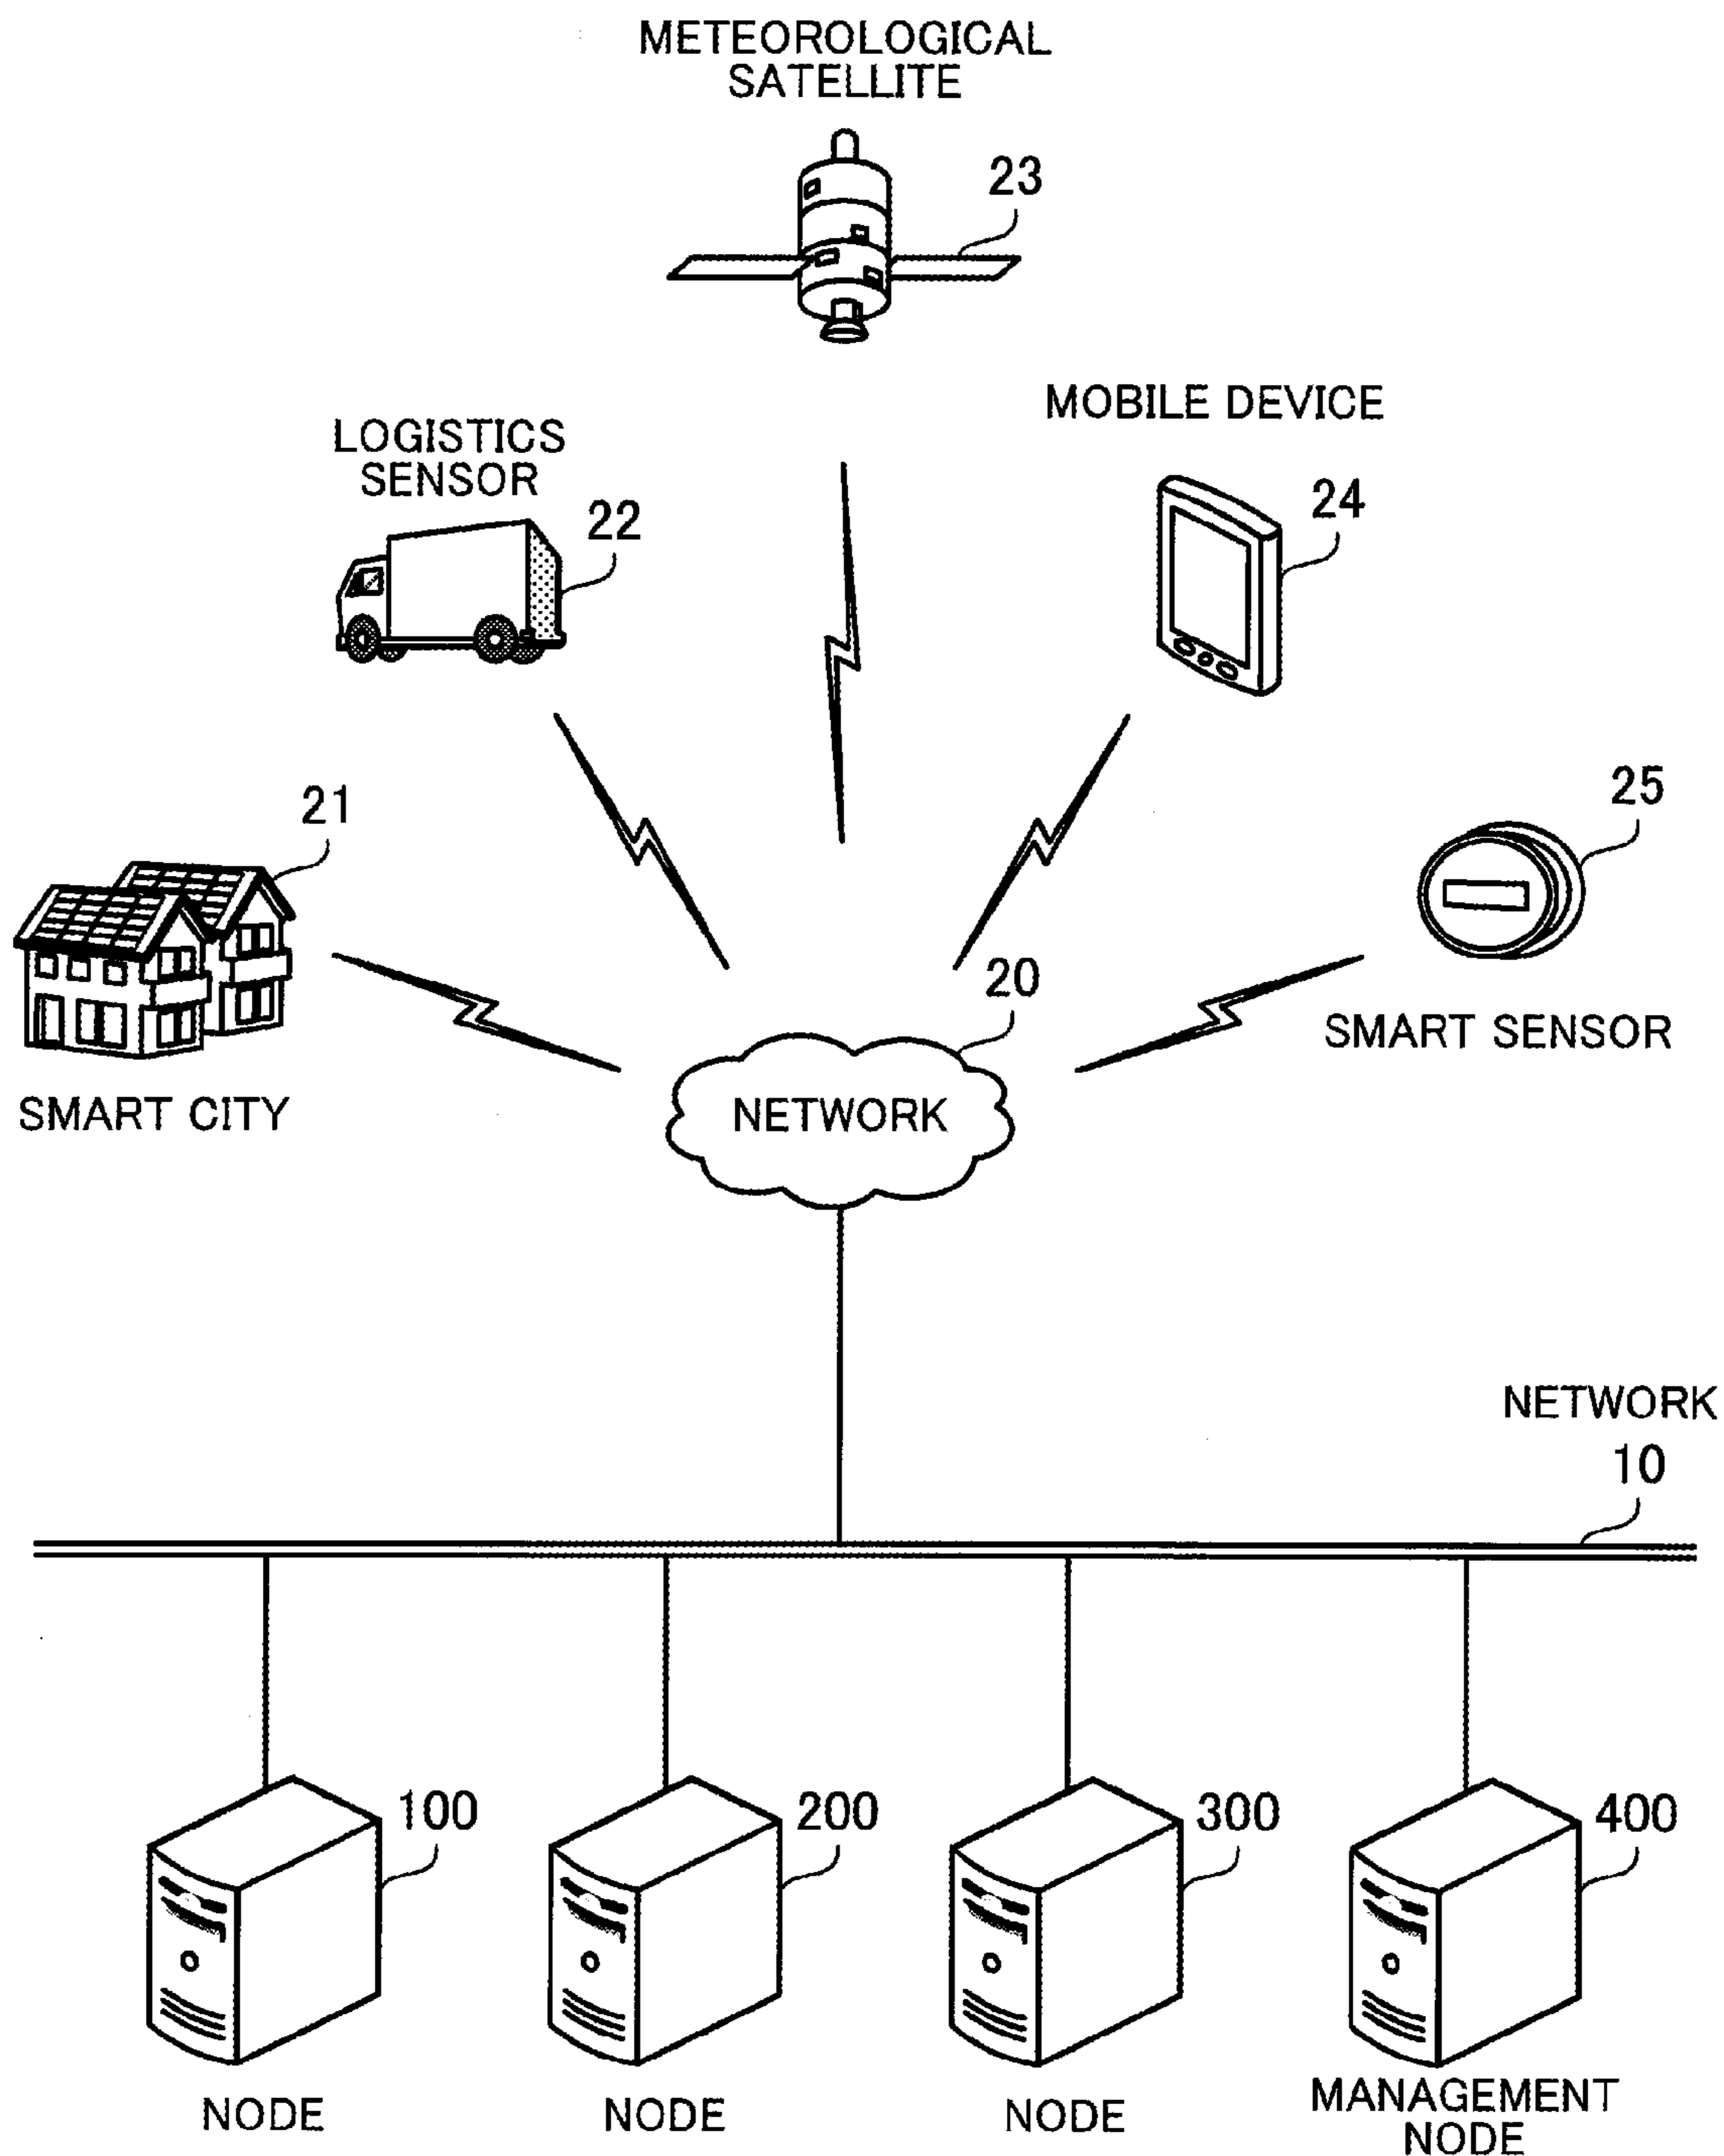 METEOROLOGICAL
SATELLITE
23
MOBILE DEVICE
24
LOGISTICS
SENSOR
22
21
SMART CITY
25
SMART SENSOR
20
NETWORK
NETWORK
10
100
200
300
400
NODE
NODE
NODE
MANAGEMENT
NODE